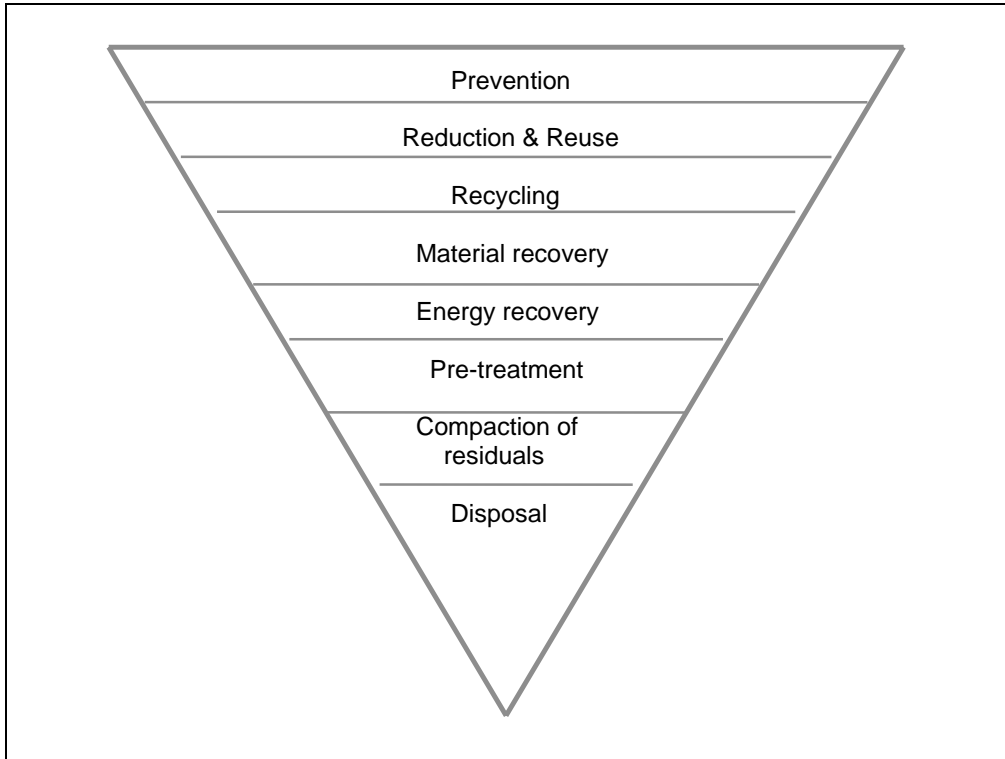 Prevention
Reduction & Reuse
Recycling
Material recovery
Energy recovery
Pre-treatment
Compaction of
residuals
Disposal